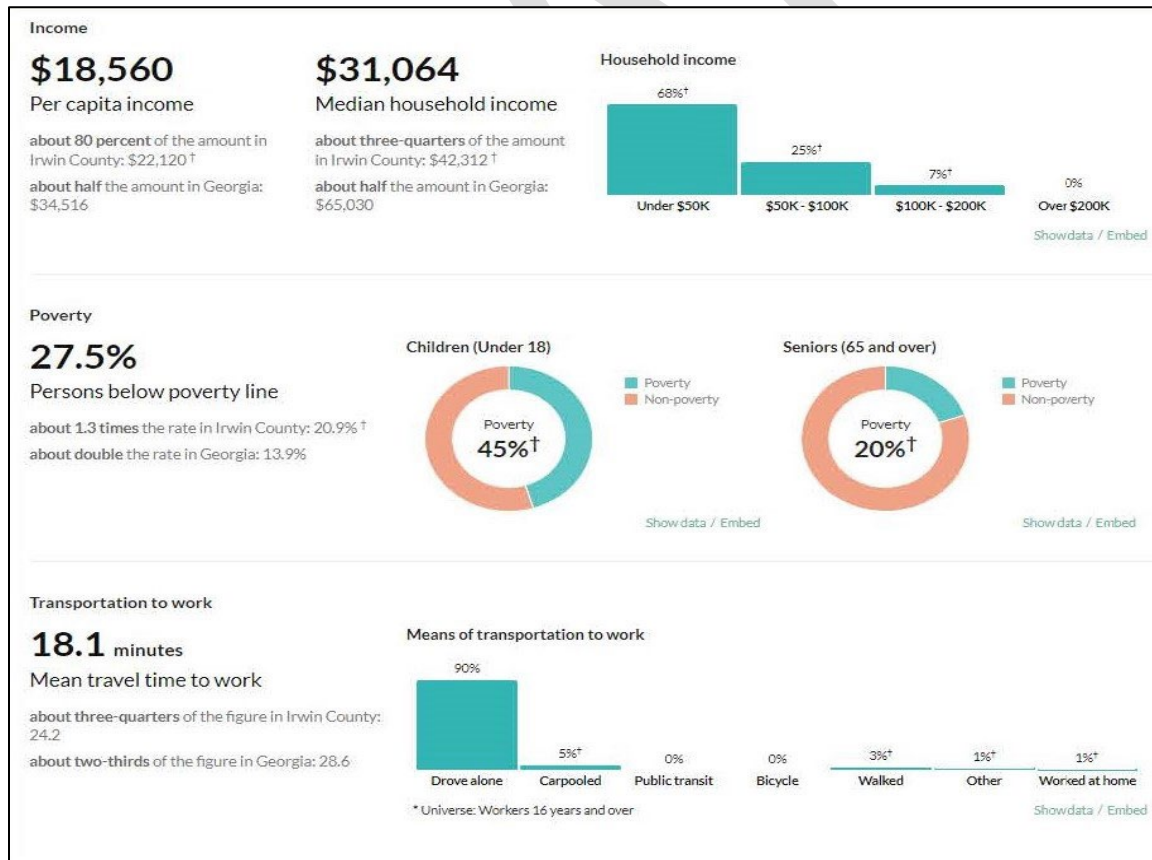 Income
$18,560
Per capita income
about 80 percent of the amount in
Irwin County: $22,120 †
about half the amount in Georgia:
$34,516
$31,064
Median household income
about three-quarters of the amount
in Irwin County: $42,312 †
about half the amount in Georgia:
$65,030
Household income
68%† 25%† 7%† 0%
Under $50K $50K - $100K $100K - $200K Over $200K
Show data / Embed
Poverty
27.5%
Persons below poverty line
about 1.3 times the rate in Irwin County: 20.9% †
about double the rate in Georgia: 13.9%
Children (Under 18)
Poverty
45%†
Poverty
Non-poverty
Show data / Embed
Seniors (65 and over)
Poverty
20%†
Poverty
Non-poverty
Show data / Embed
Transportation to work
18.1 minutes
Mean travel time to work
about three-quarters of the figure in Irwin County:
24.2
about two-thirds of the figure in Georgia: 28.6
Means of transportation to work
90% 5%† 0% 0% 3%† 1%† 1%†
Drove alone Carpooled Public transit Bicycle Walked Other Worked at home
* Universe: Workers 16 years and over
Show data / Embed